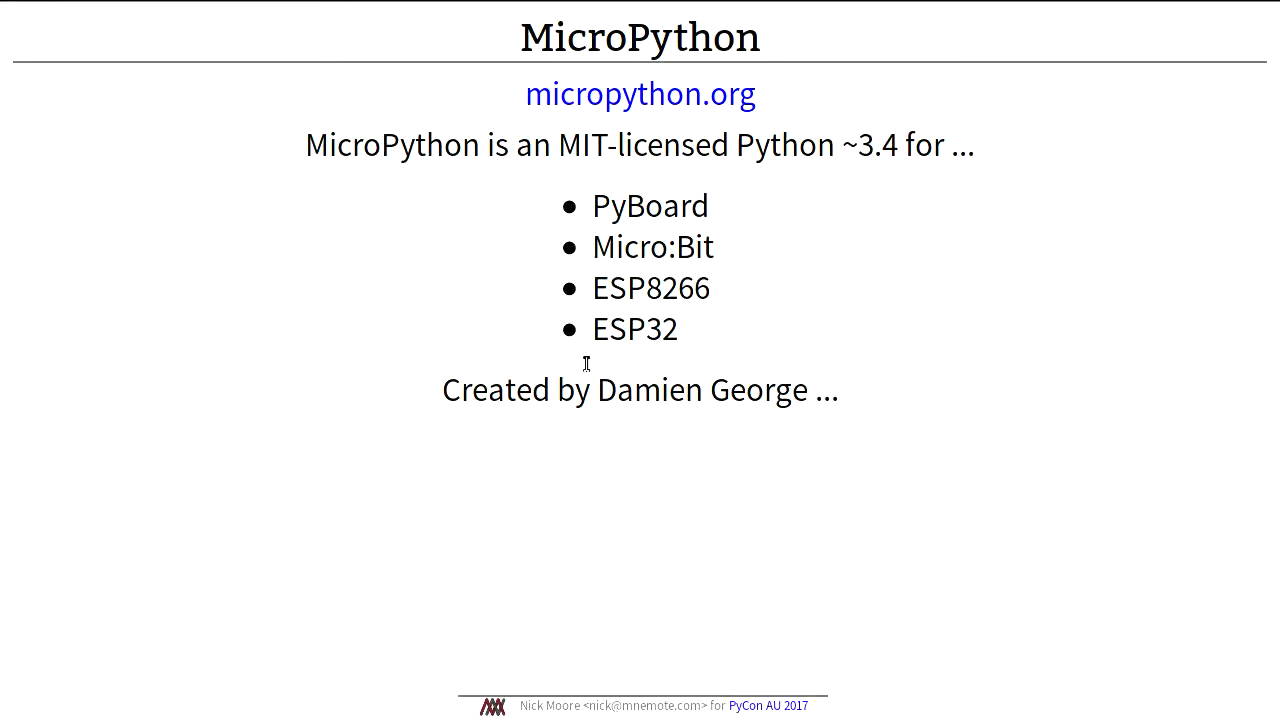 MicroPython
micropython.org
MicroPython is an MIT-licensed Python ~3.4 for ...
● PyBoard
● Micro:Bit
● ESP8266
● ESP32
Created by Damien George ...
Nick Moore <nick@mnemote.com> for PyCon AU 2017